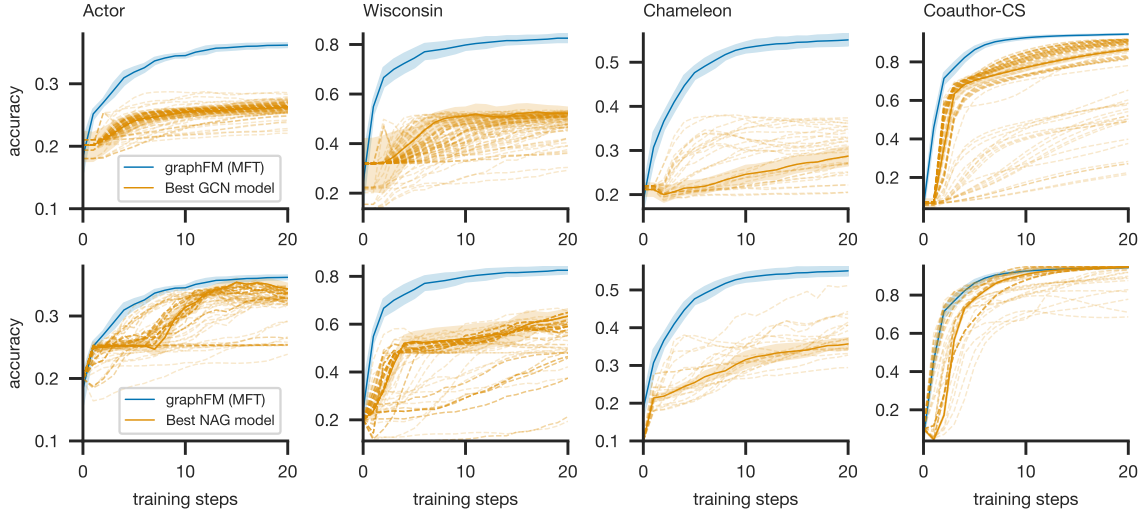 Actor Wisconsin Chameleon Coauthor-CS
accuracy
0.3
0.2
0.1
0 10 20
graphFM (MFT)
Best GCN model
0.8
0.6
0.4
0.2
0 10 20
0.5
0.4
0.3
0.2
0 10 20
0.8
0.6
0.4
0.2
0 10 20
accuracy
0.3
0.2
0.1
0 10 20
training steps
graphFM (MFT)
Best NAG model
0.8
0.6
0.4
0.2
0 10 20
training steps
0.5
0.4
0.3
0.2
0.1
0 10 20
training steps
0.8
0.6
0.4
0.2
0 10 20
training steps